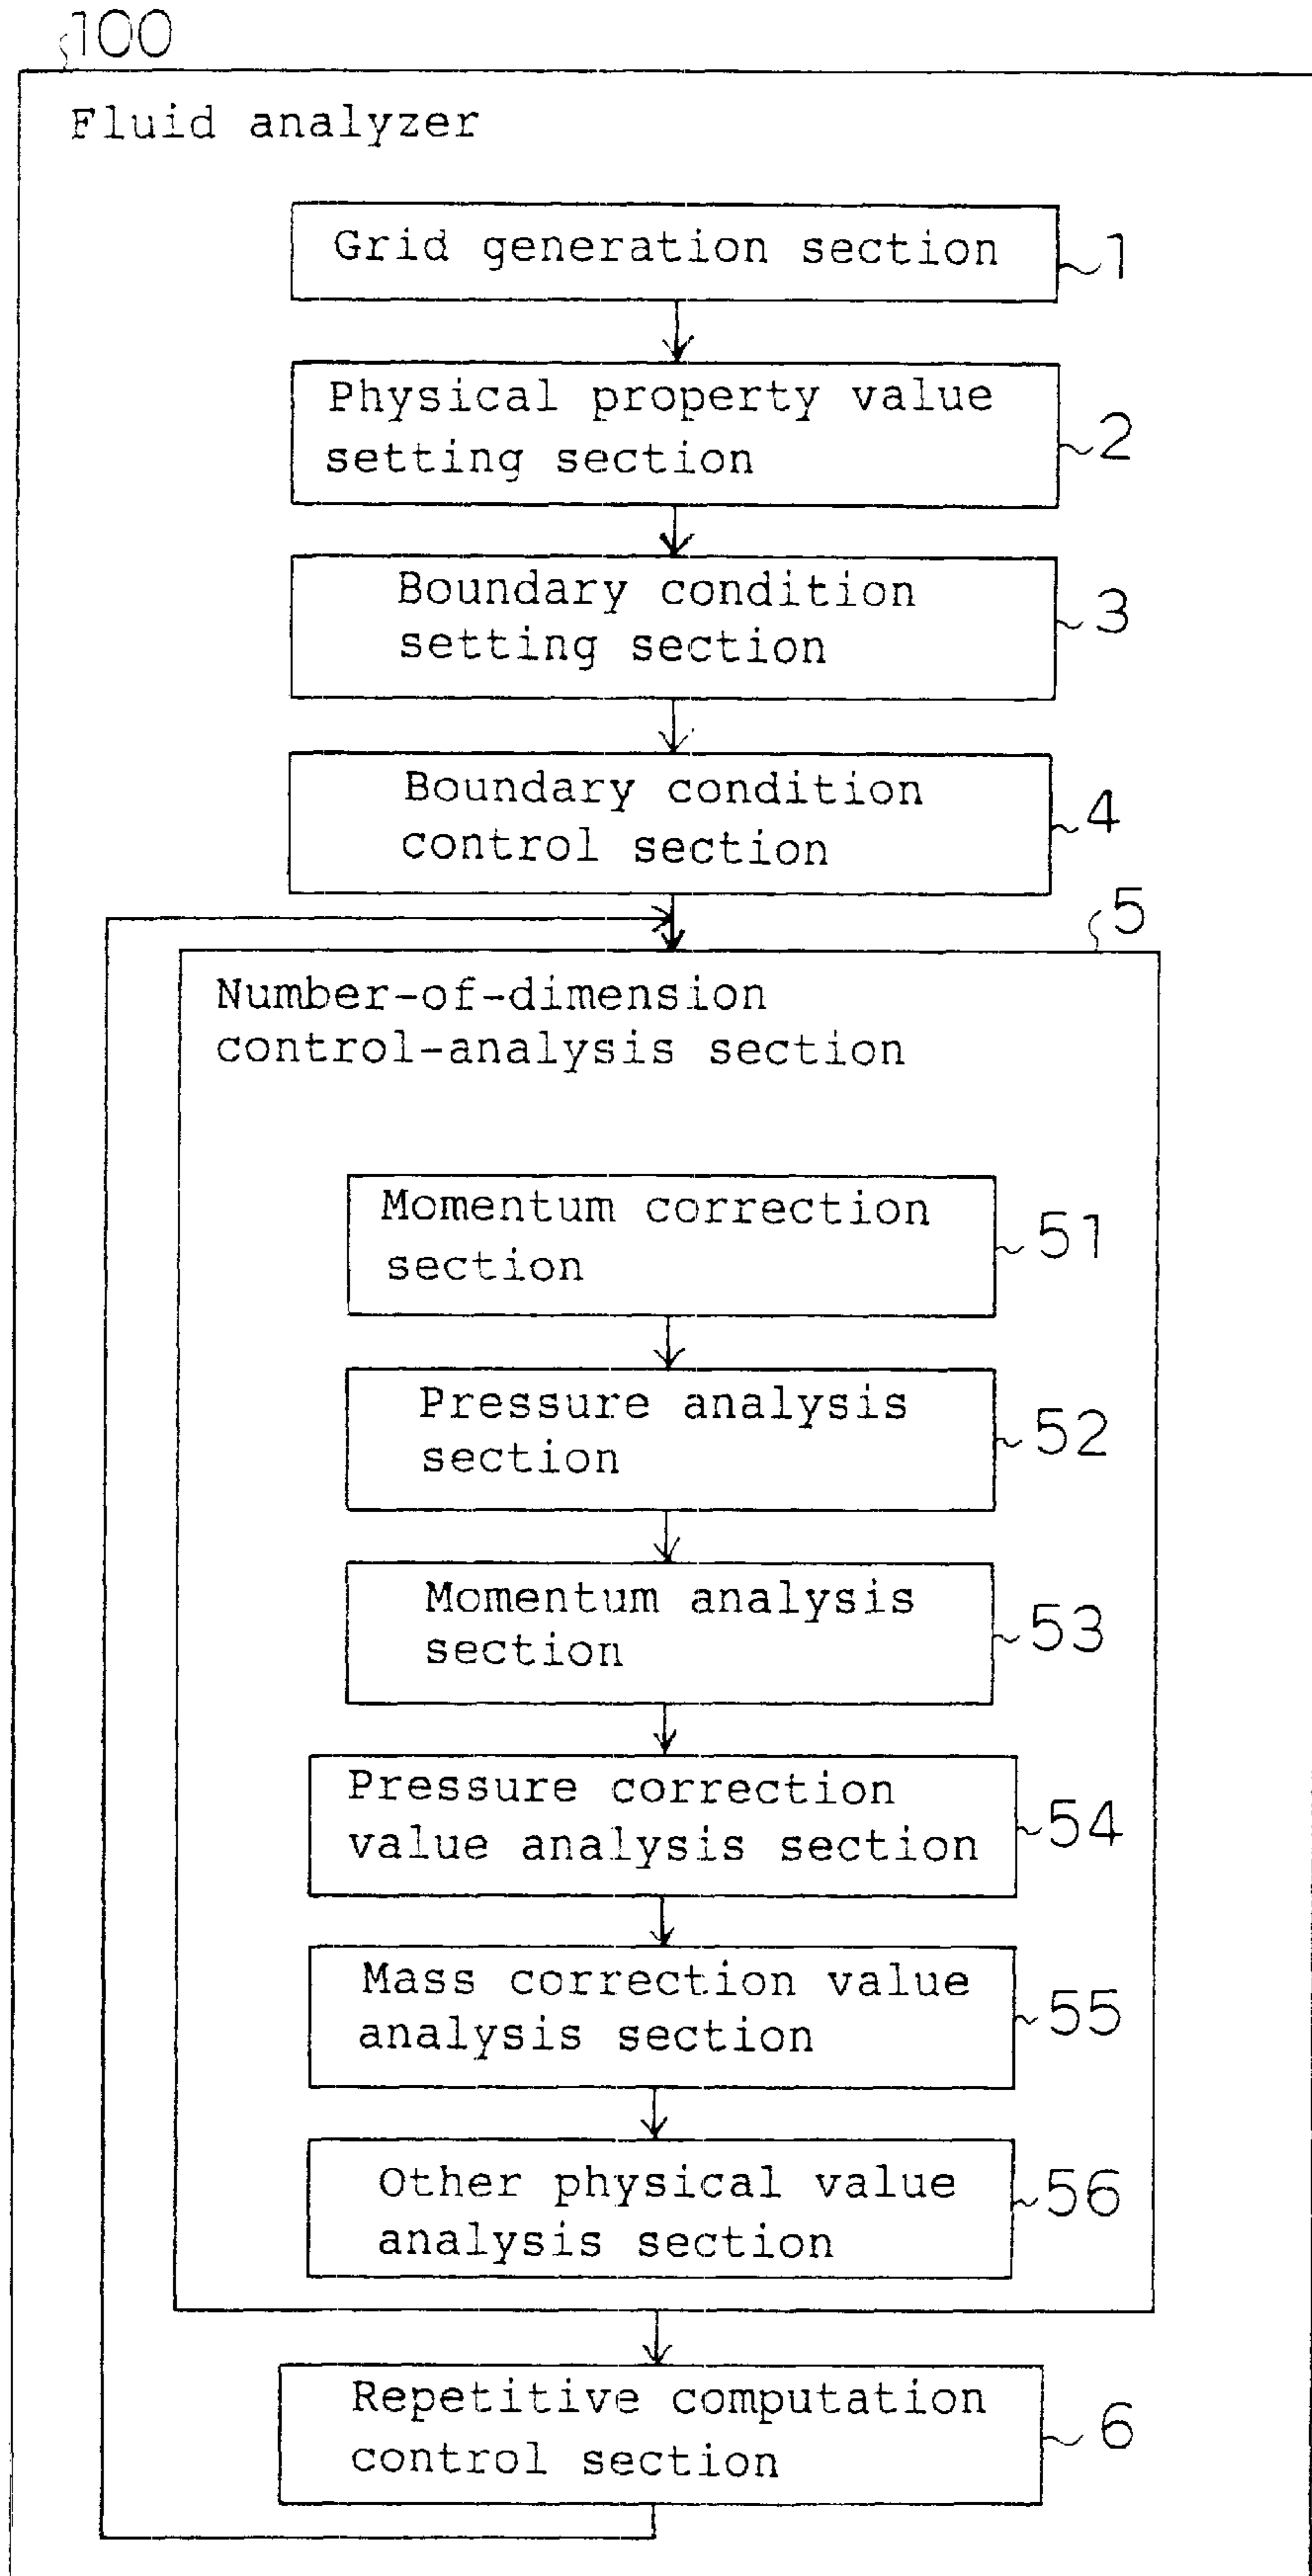 100
Fluid analyzer
Grid generation section
1
Physical property value
setting section
2
Boundary condition
setting section
3
Boundary condition
control section
4
5
Number-of-dimension
control-analysis section
Momentum correction
section
51
Pressure analysis
section
52
Momentum analysis
section
53
Pressure correction
value analysis section
54
Mass correction value
analysis section
55
Other physical value
analysis section
56
Repetitive computation
control section
6